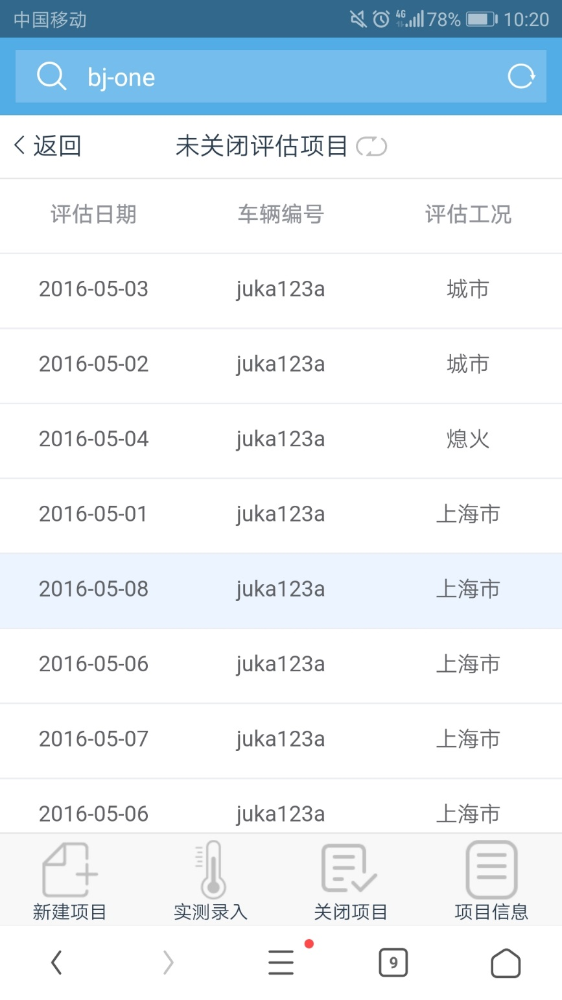 中国移动 4G 78% 10:20
bj-one
返回 未关闭评估项目
评估日期 车辆编号 评估工况
2016-05-03 juka123a 城市
2016-05-02 juka123a 城市
2016-05-04 juka123a 熄火
2016-05-01 juka123a 上海市
2016-05-08 juka123a 上海市
2016-05-06 juka123a 上海市
2016-05-07 juka123a 上海市
2016-05-06 juka123a 上海市
新建项目 实测录入 关闭项目 项目信息
9